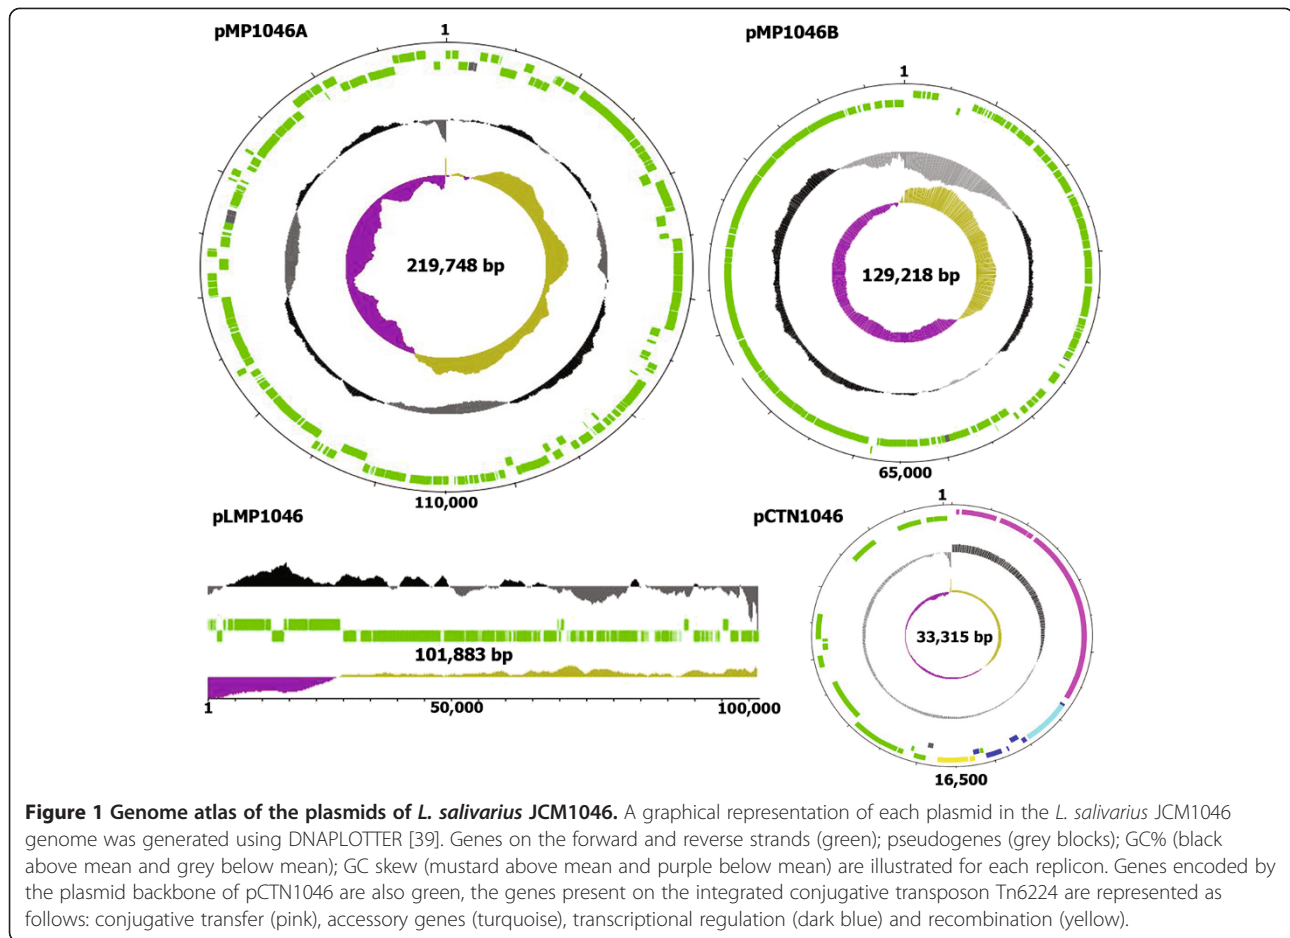 pMP1046A
1
pMP1046B
1
219,748 bp
129,218 bp
110,000
65,000
pLMP1046
pCTN1046
1
101,883 bp
33,315 bp
1
50,000
100,000
16,500
Figure 1 Genome atlas of the plasmids of L. salivarius JCM1046. A graphical representation of each plasmid in the L. salivarius JCM1046
genome was generated using DNAPLOTTER [39]. Genes on the forward and reverse strands (green); pseudogenes (grey blocks); GC% (black
above mean and grey below mean); GC skew (mustard above mean and purple below mean) are illustrated for each replicon. Genes encoded by
the plasmid backbone of pCTN1046 are also green, the genes present on the integrated conjugative transposon Tn6224 are represented as
follows: conjugative transfer (pink), accessory genes (turquoise), transcriptional regulation (dark blue) and recombination (yellow).